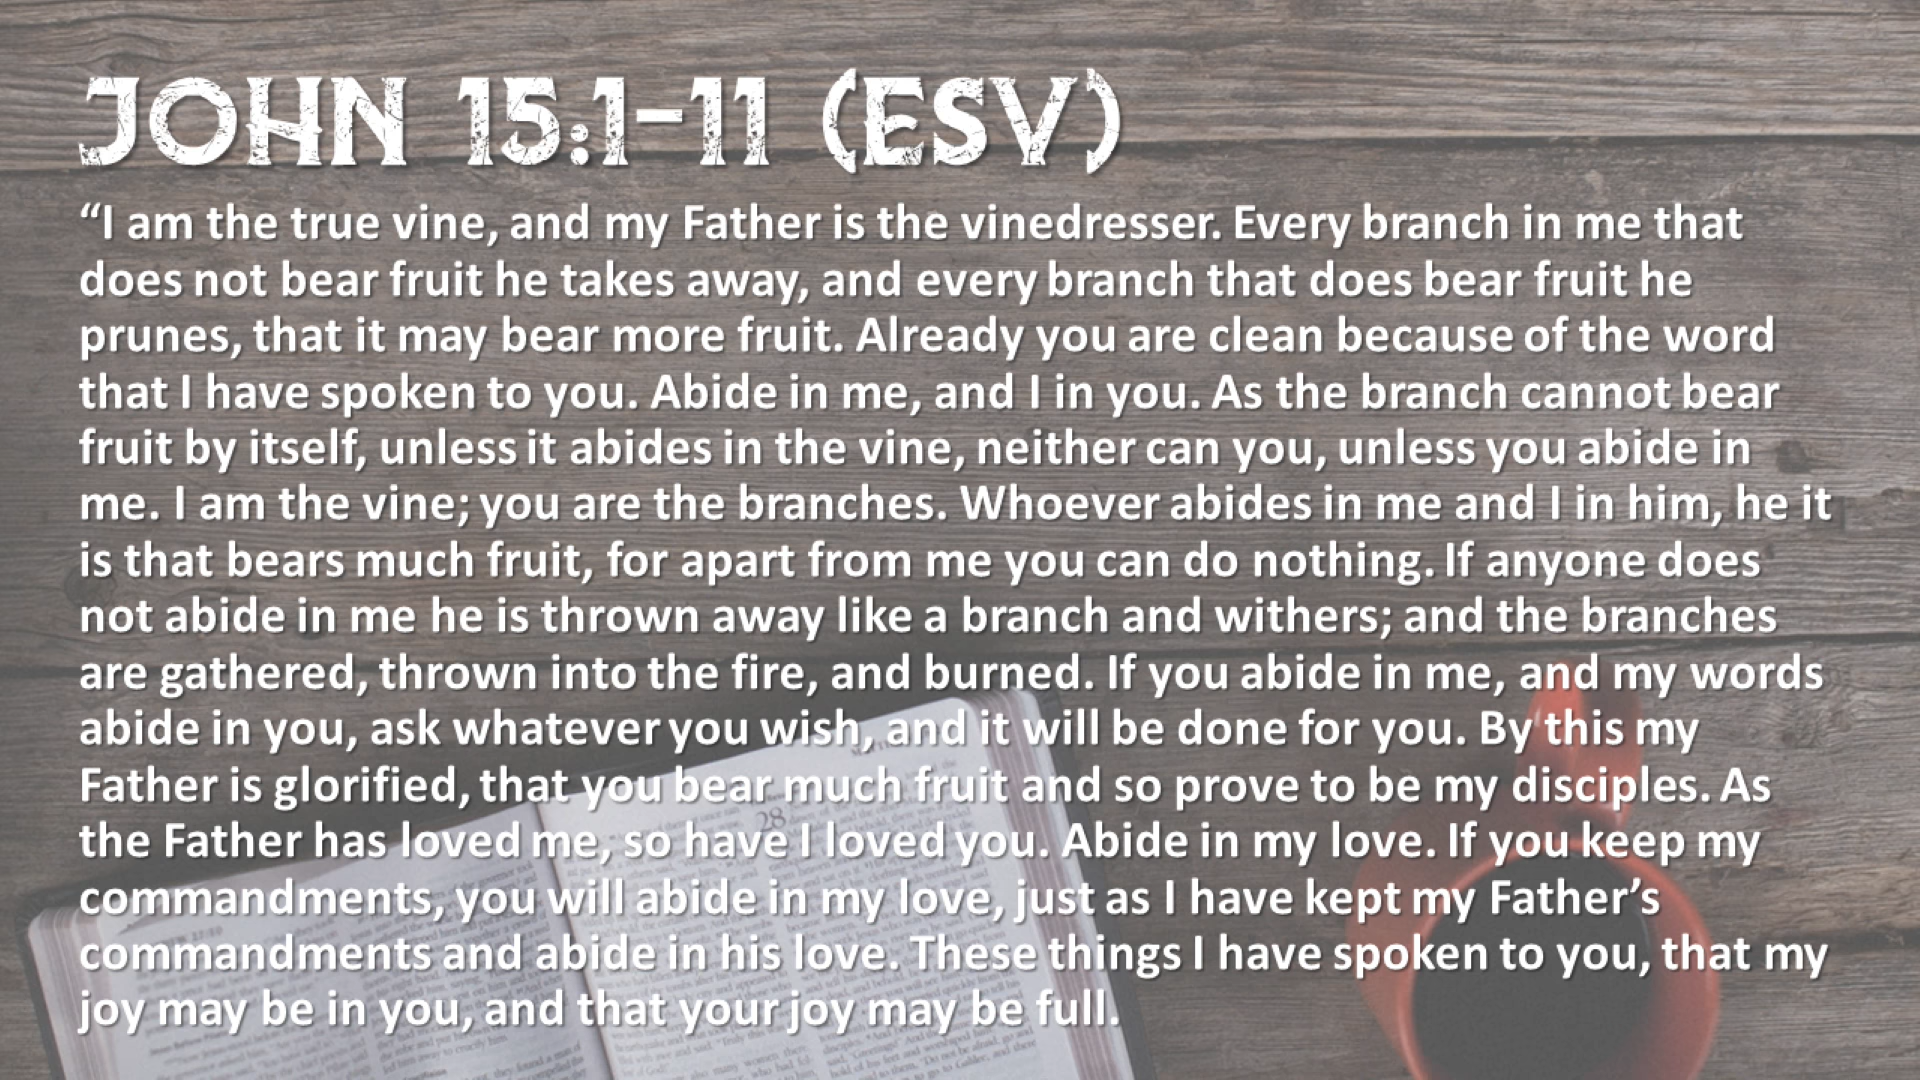 JOHN 15:1-11 (ESV)
“I am the true vine, and my Father is the vinedresser. Every branch in me that
does not bear fruit he takes away, and every branch that does bear fruit he
prunes, that it may bear more fruit. Already you are clean because of the word
that I have spoken to you. Abide in me, and I in you. As the branch cannot bear
fruit by itself, unless it abides in the vine, neither can you, unless you abide in
me. I am the vine; you are the branches. Whoever abides in me and I in him, he it
is that bears much fruit, for apart from me you can do nothing. If anyone does
not abide in me he is thrown away like a branch and withers; and the branches
are gathered, thrown into the fire, and burned. If you abide in me, and my words
abide in you, ask whatever you wish, and it will be done for you. By this my
Father is glorified, that you bear much fruit and so prove to be my disciples. As
the Father has loved me, so have I loved you. Abide in my love. If you keep my
commandments, you will abide in my love, just as I have kept my Father’s
commandments and abide in his love. These things I have spoken to you, that my
joy may be in you, and that your joy may be full.
28